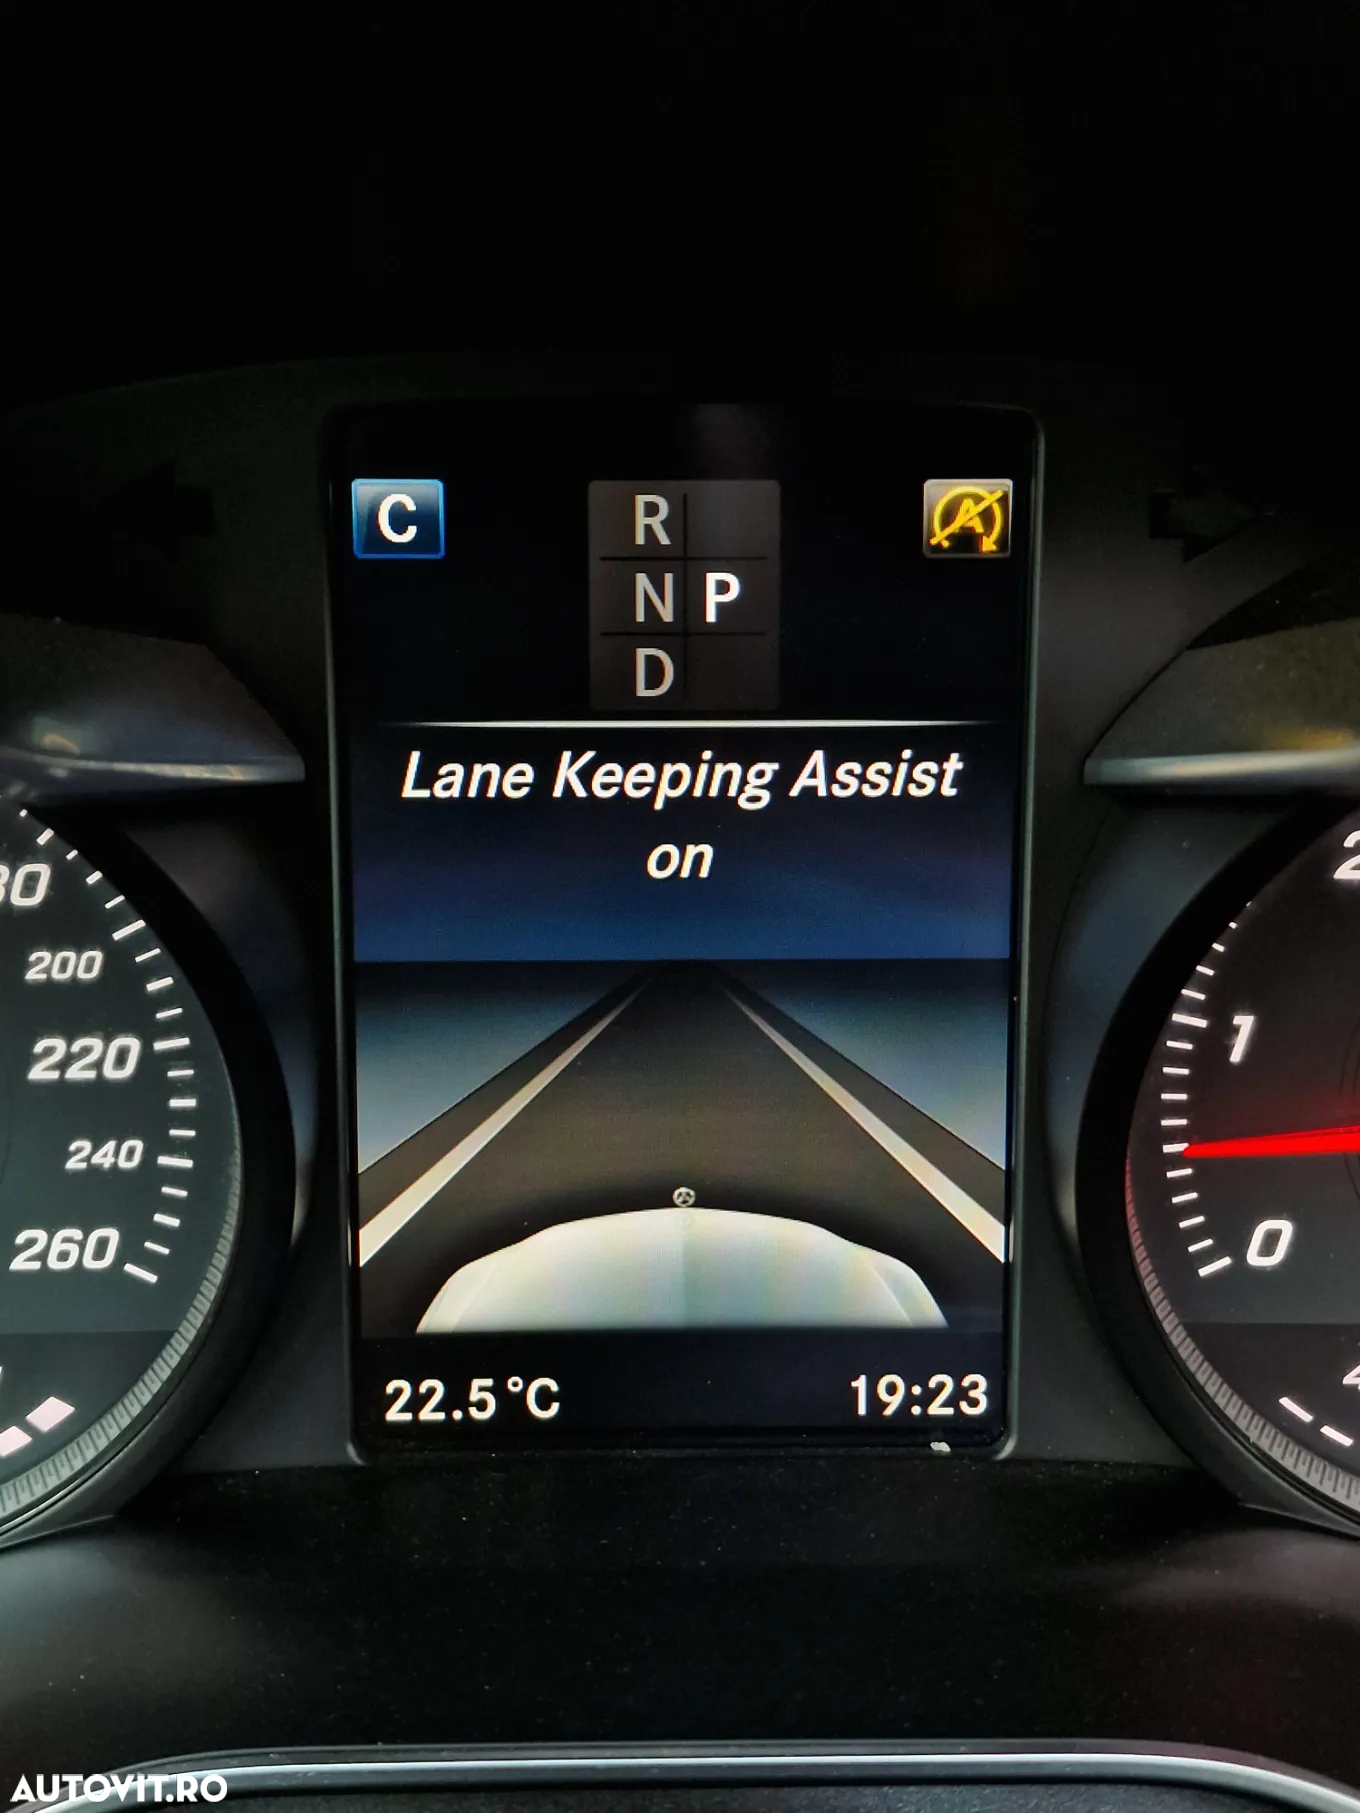 C
R
N P
D
Lane Keeping Assist
on
200
220
240
260
1
0
22.5°C
19:23
AUTOVIT.RO